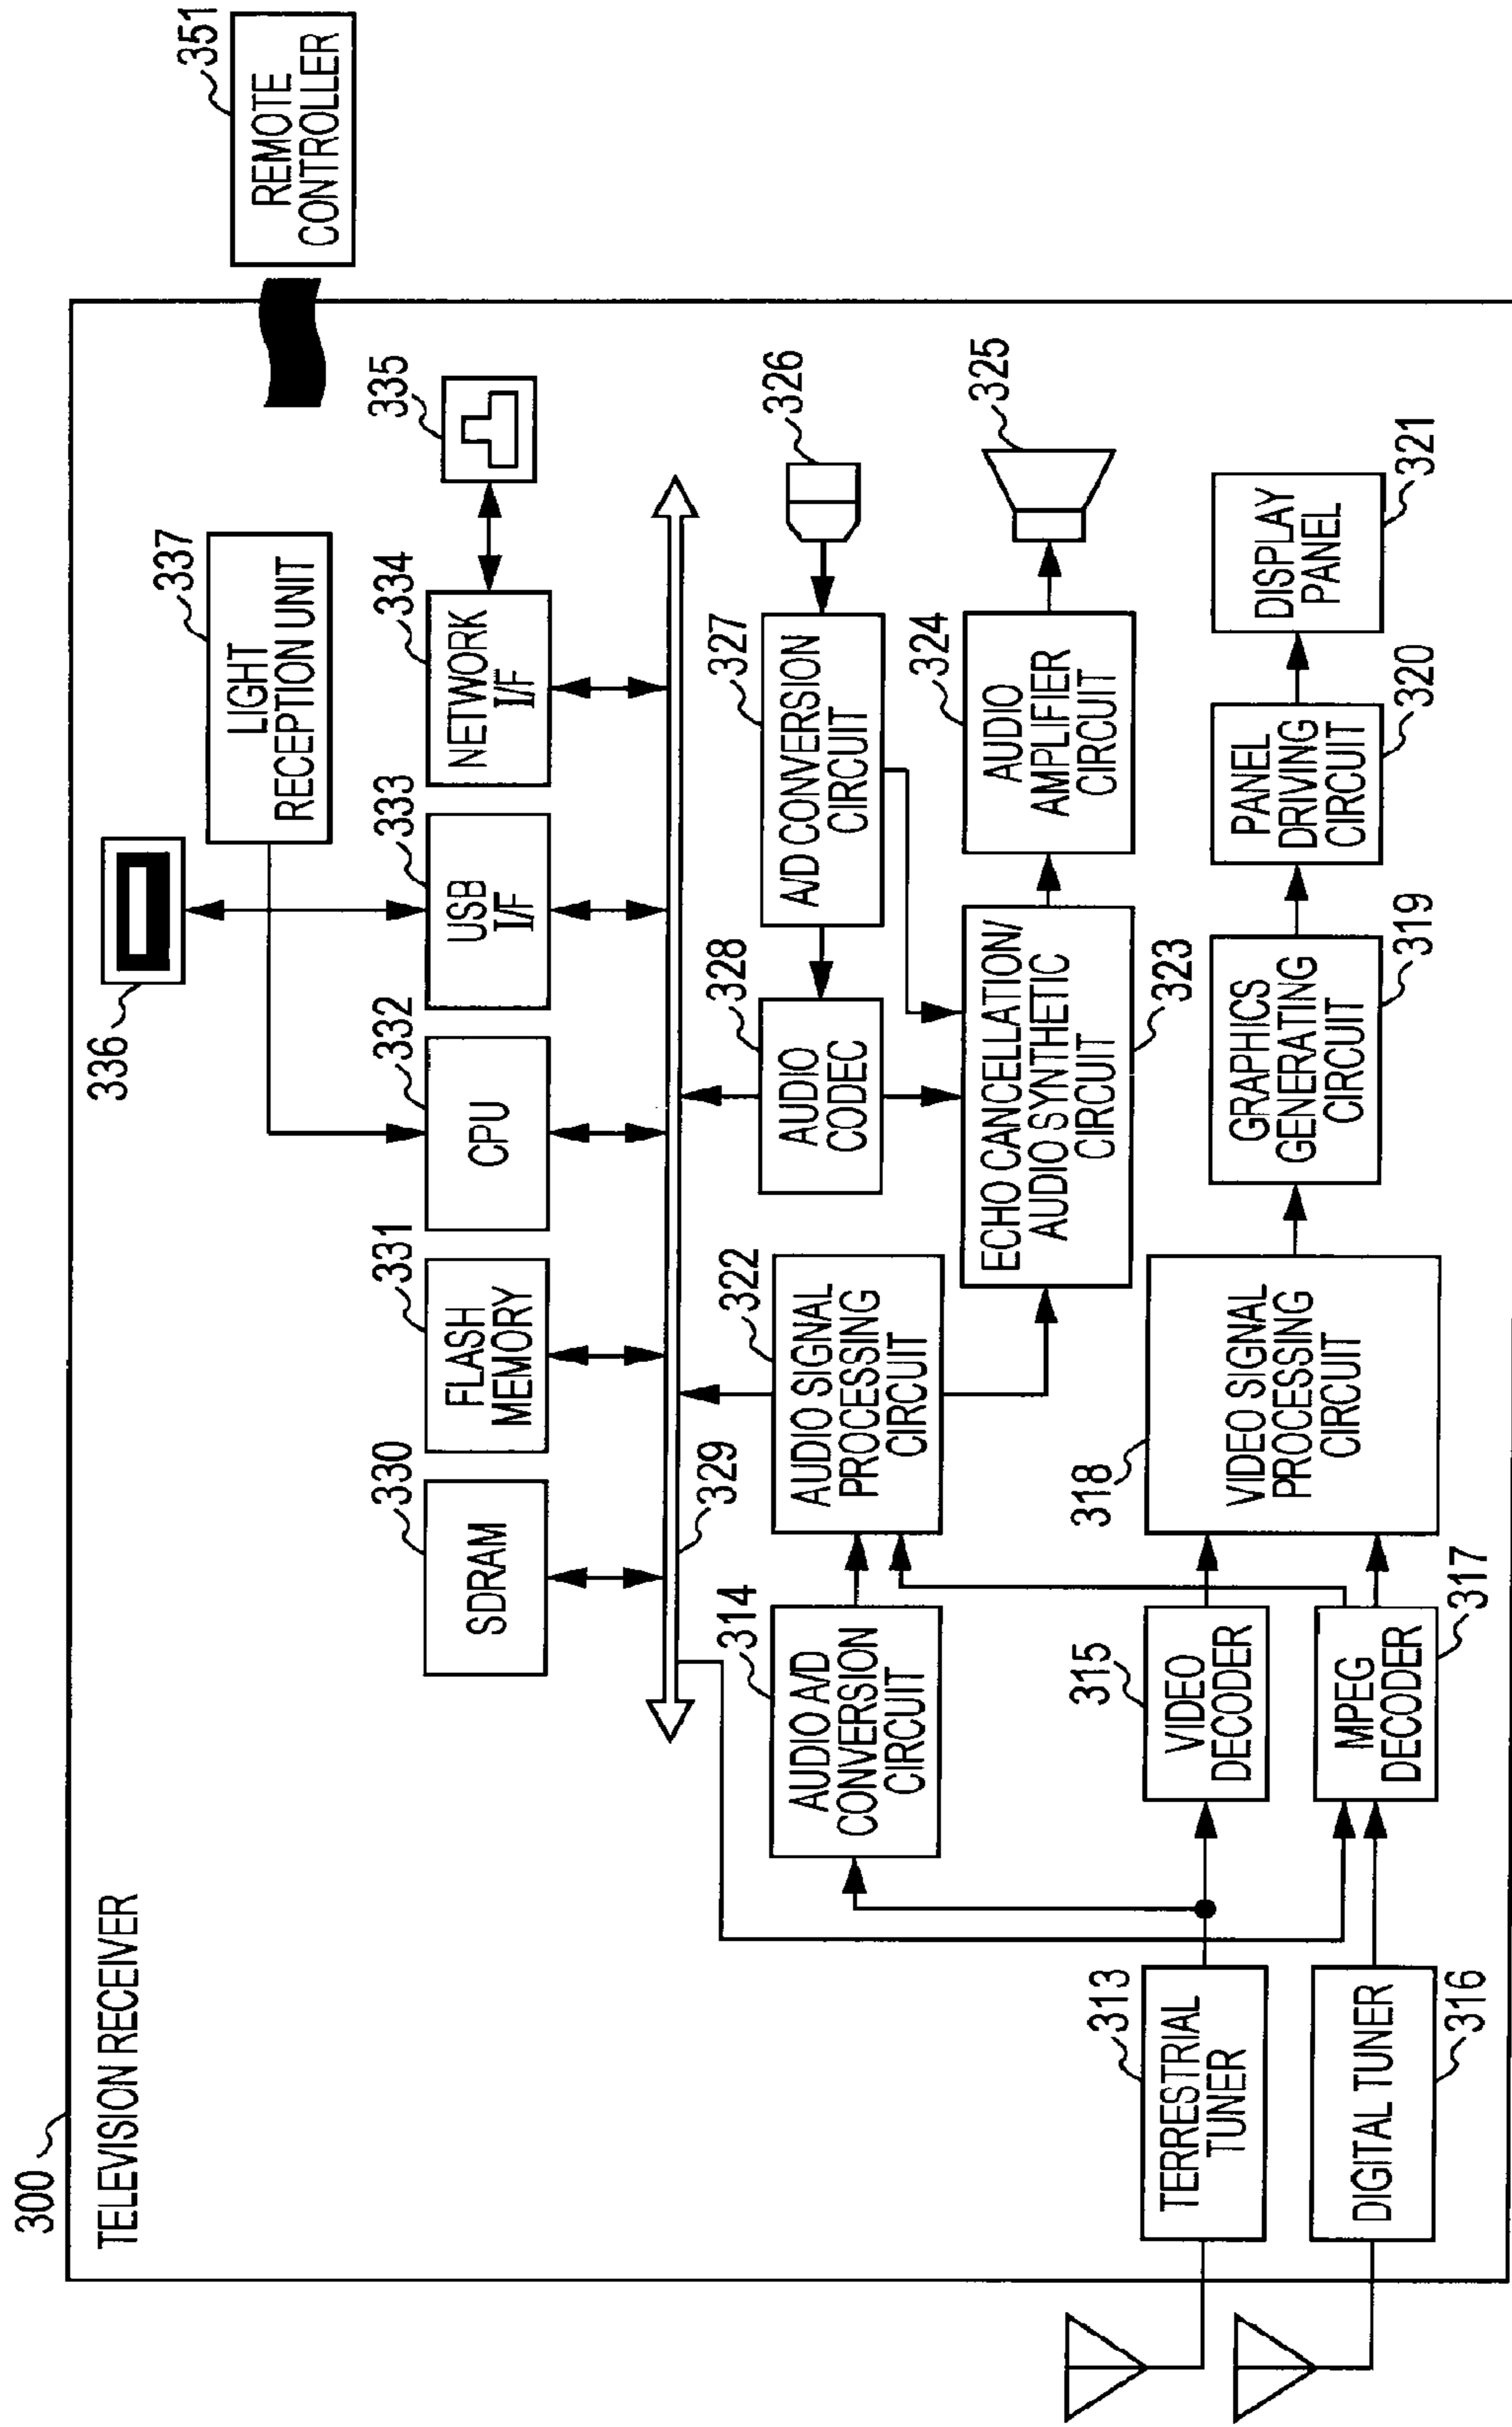 300
TELEVISION RECEIVER
351
REMOTE
CONTROLLER
336
337
LIGHT
RECEPTION UNIT
335
330
SDRAM
331
FLASH
MEMORY
332
CPU
333
USB
I/F
334
NETWORK
I/F
329
314
AUDIO A/D
CONVERSION
CIRCUIT
322
AUDIO SIGNAL
PROCESSING
CIRCUIT
328
AUDIO
CODEC
327
A/D CONVERSION
CIRCUIT
326
ECHO CANCELLATION/
AUDIO SYNTHETIC
CIRCUIT
323
324
AUDIO
AMPLIFIER
CIRCUIT
325
313
TERRESTRIAL
TUNER
315
VIDEO
DECODER
318
VIDEO SIGNAL
PROCESSING
CIRCUIT
GRAPHICS
GENERATING
CIRCUIT
319
PANEL
DRIVING
CIRCUIT
320
DISPLAY
PANEL
321
DIGITAL TUNER
316
MPEG
DECODER
317